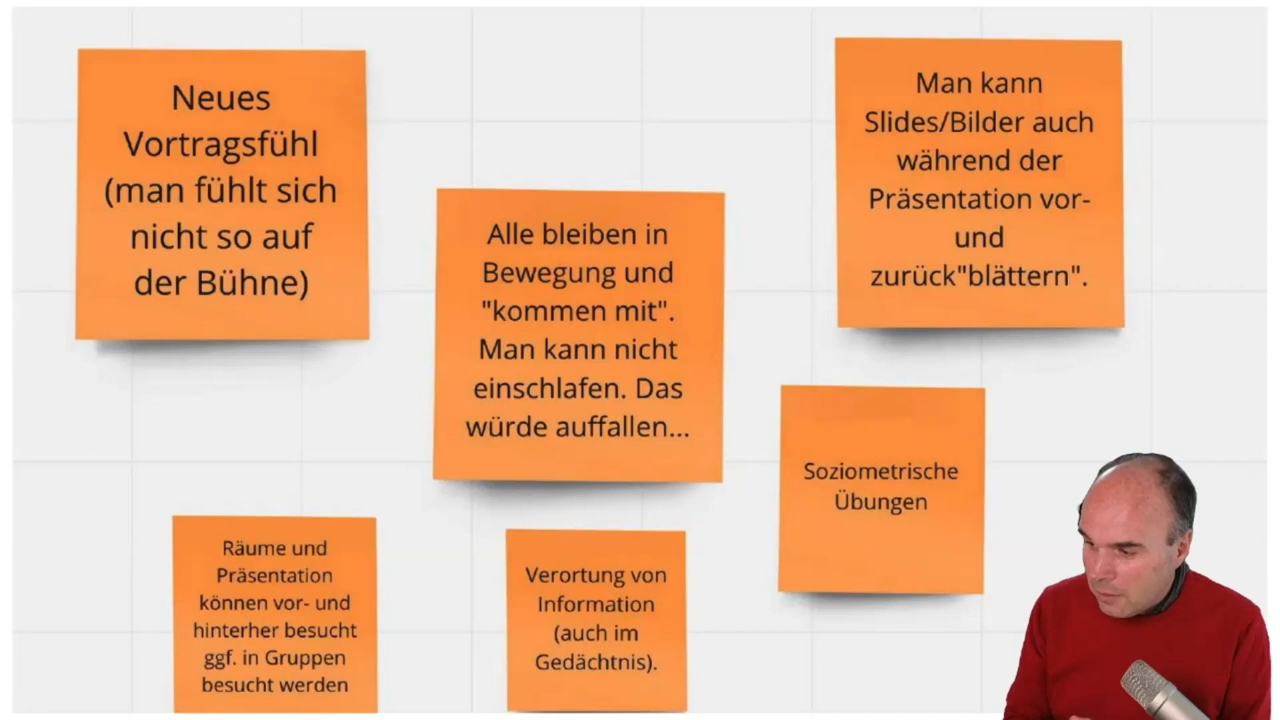 Neues
Vortragsfühl
(man fühlt sich
nicht so auf
der Bühne)
Alle bleiben in
Bewegung und
"kommen mit".
Man kann nicht
einschlafen. Das
würde auffallen...
Man kann
Slides/Bilder auch
während der
Präsentation vor-
und
zurück"blättern".
Soziometrische
Übungen
Räume und
Präsentation
können vor- und
hinterher besucht
ggf. in Gruppen
besucht werden
Verortung von
Information
(auch im
Gedächtnis).